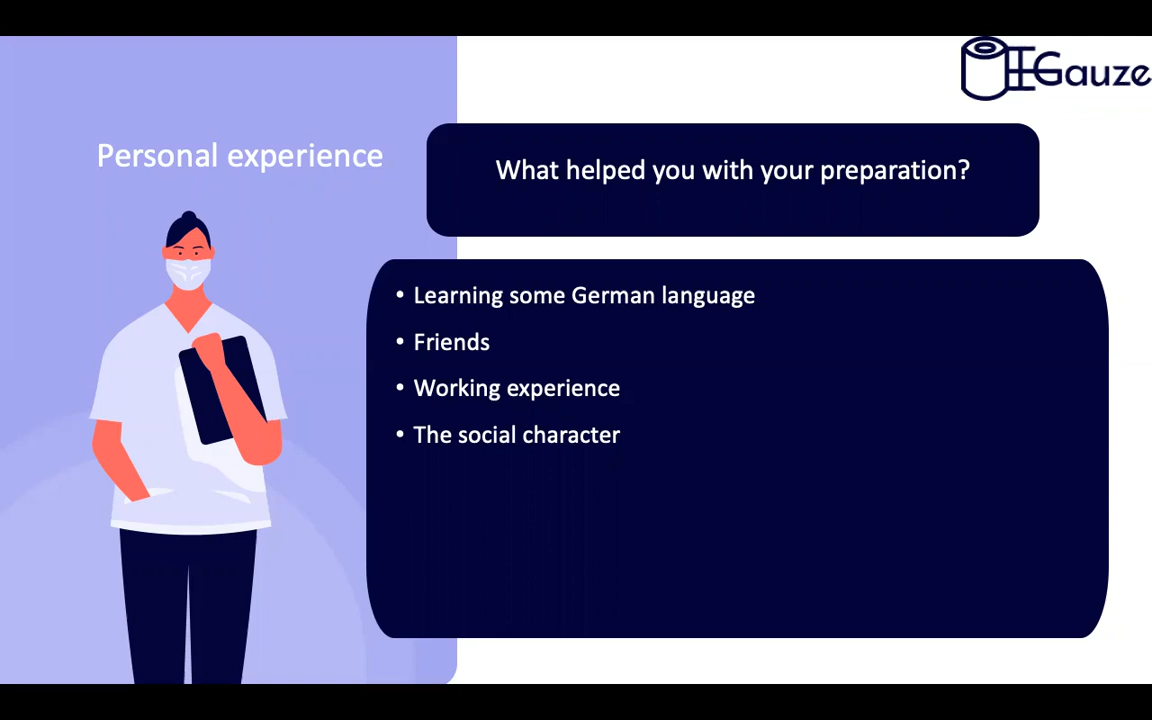 Gauze
Personal experience
What helped you with your preparation?
• Learning some German language
• Friends
• Working experience
• The social character